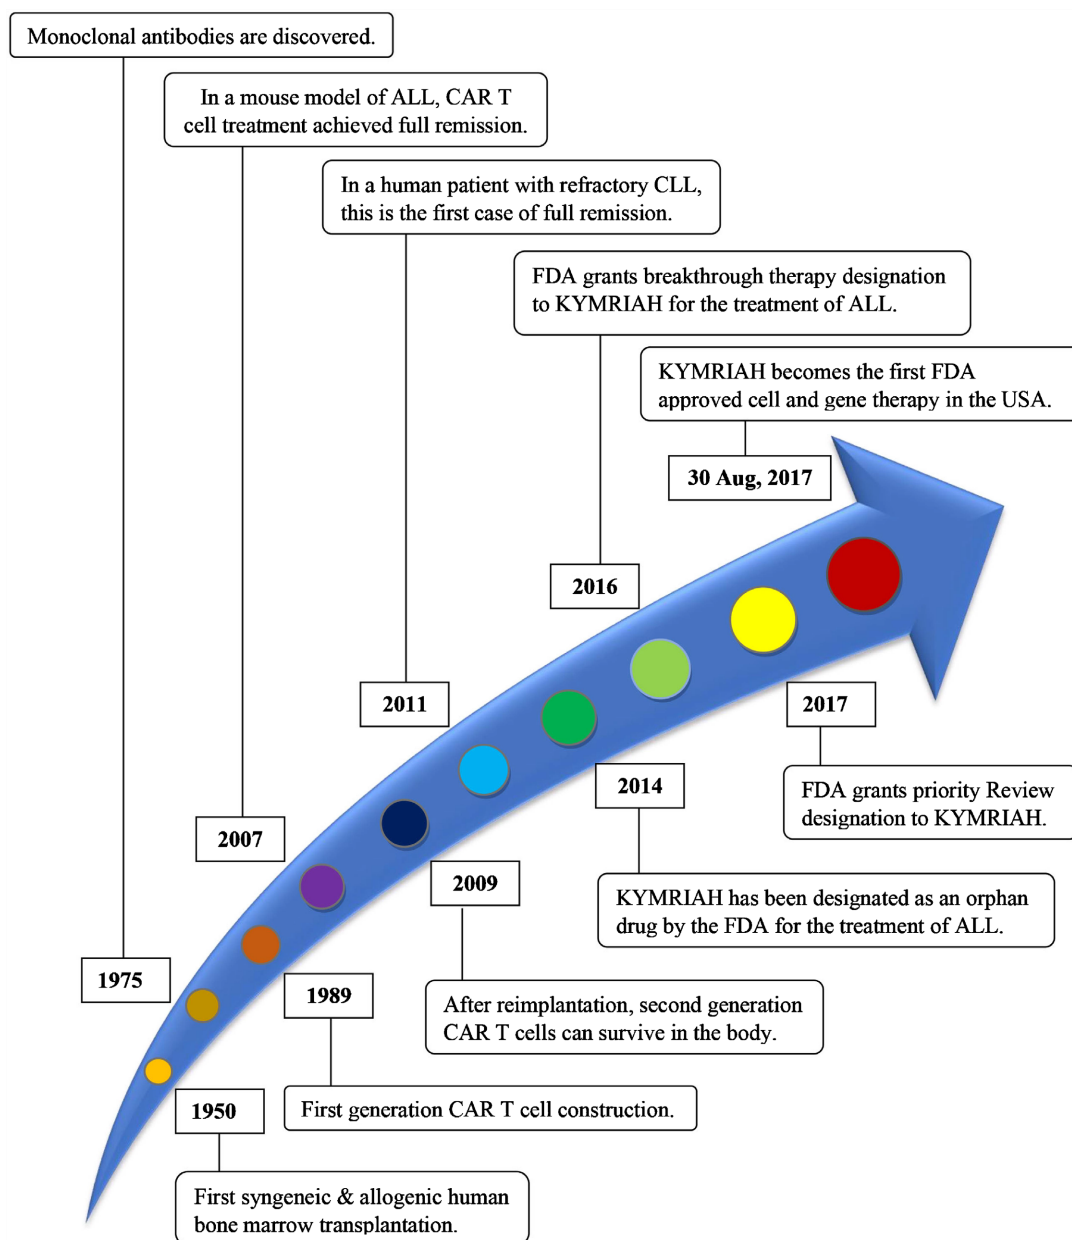 Monoclonal antibodies are discovered.
In a mouse model of ALL, CAR T
cell treatment achieved full remission.
In a human patient with refractory CLL,
this is the first case of full remission.
FDA grants breakthrough therapy designation
to KYMRIAH for the treatment of ALL.
KYMRIAH becomes the first FDA
approved cell and gene therapy in the USA.
30 Aug, 2017
2016
2011
2017
2014
FDA grants priority Review
designation to KYMRIAH.
2007
2009
KYMRIAH has been designated as an orphan
drug by the FDA for the treatment of ALL.
1975
1989
After reimplantation, second generation
CAR T cells can survive in the body.
1950
First generation CAR T cell construction.
First syngeneic & allogenic human
bone marrow transplantation.